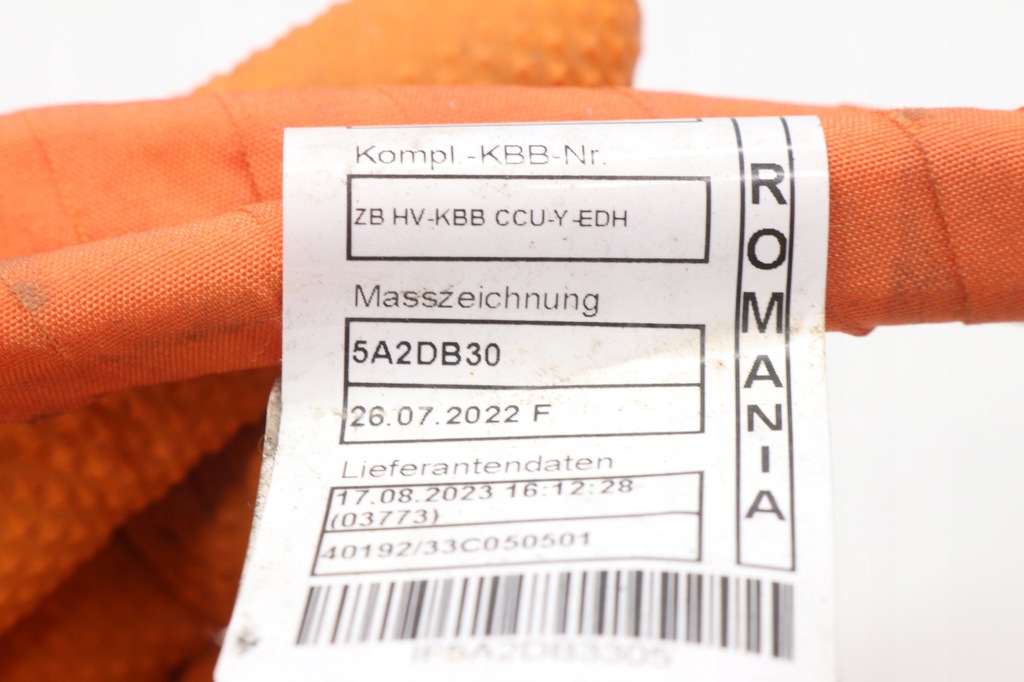 Kompl.-KBB-Nr.
ZB HV-KBB CCU-Y-EDH
Masszeichnung
5A2DB30
26.07.2022 F
Lieferantendaten
17.08.2023 16:12:28
(03773)
40192/33C050501
ROMANIA